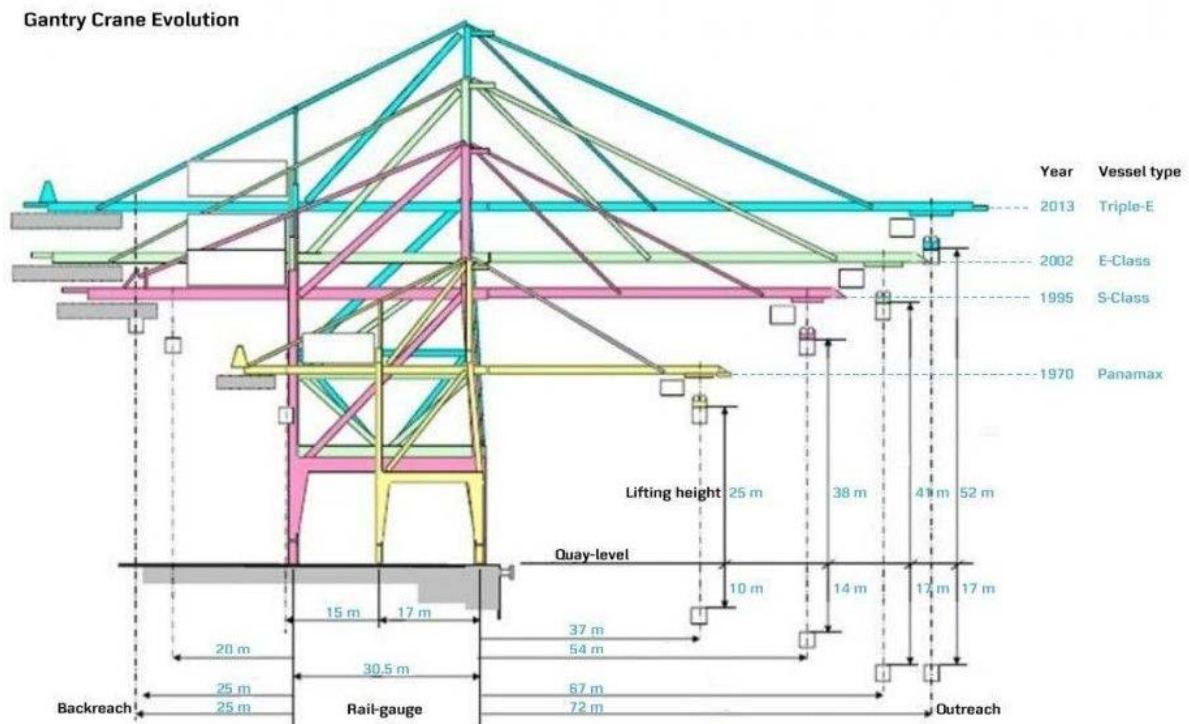 Gantry Crane Evolution
Year Vessel type
2013 Triple-E
2002 E-Class
1995 S-Class
1970 Panamax
Lifting height 25 m 38 m 41 m 52 m
Quay-level
10 m 14 m 17 m 17 m
15 m 17 m
37 m
20 m 54 m
30.5 m
25 m 67 m
Backreach 25 m Rail-gauge 72 m Outreach